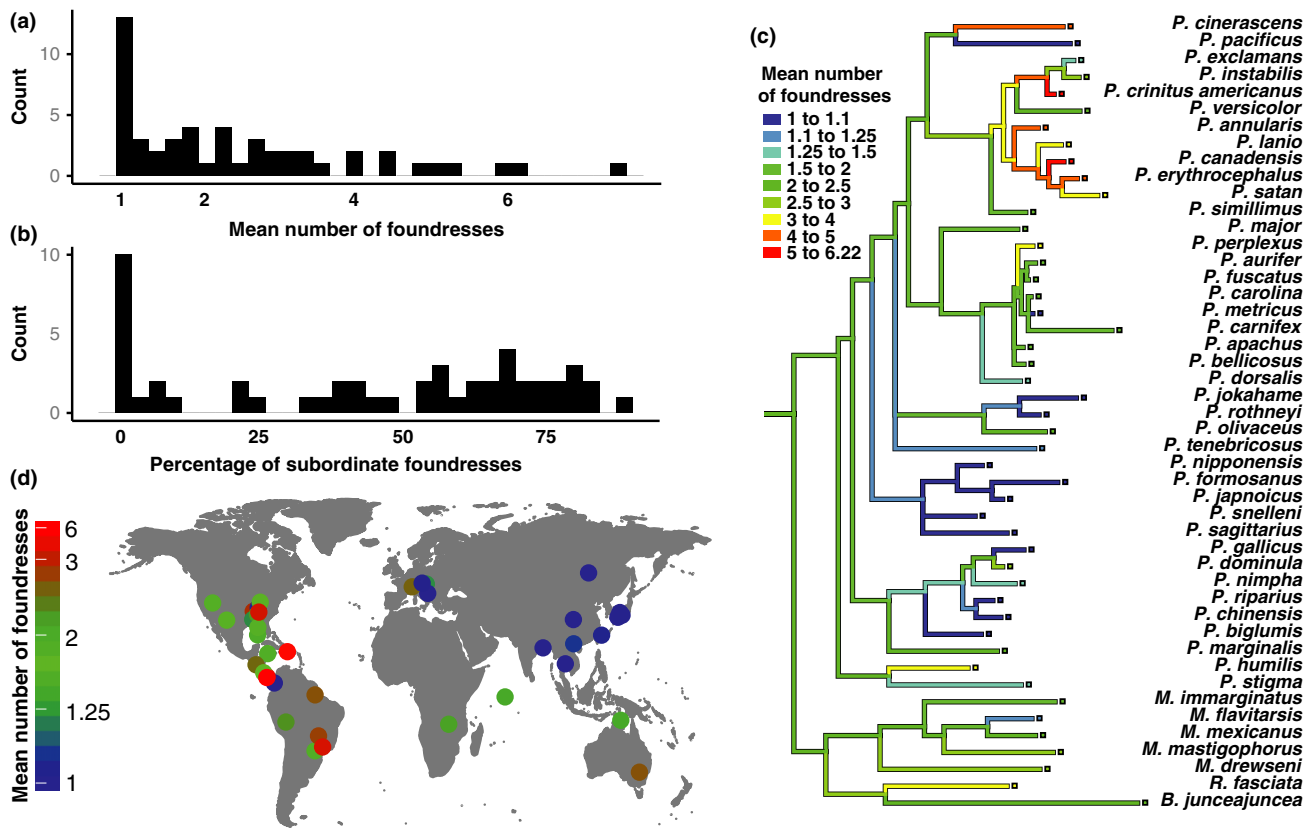 (a)
Count
10
5
0
1
2
4
6
Mean number of foundresses
(b)
Count
10
5
0
0
25
50
75
Percentage of subordinate foundresses
(c)
Mean number
of foundresses
1 to 1.1
1.1 to 1.25
1.25 to 1.5
1.5 to 2
2 to 2.5
2.5 to 3
3 to 4
4 to 5
5 to 6.22
P. cinerascens
P. pacificus
P. exclamans
P. instabilis
P. crinitus americanus
P. versicolor
P. annularis
P. lanio
P. canadensis
P. erythrocephalus
P. satan
P. simillimus
P. major
P. perplexus
P. aurifer
P. fuscatus
P. carolina
P. metricus
P. carnifex
P. apachus
P. bellicosus
P. dorsalis
P. jokahame
P. rothneyi
P. olivaceus
P. tenebricosus
P. nipponensis
P. formosanus
P. japnoicus
P. snelleni
P. sagittarius
P. gallicus
P. dominula
P. nimpha
P. riparius
P. chinensis
P. biglumis
P. marginalis
P. humilis
P. stigma
M. immarginatus
M. flavitarsis
M. mexicanus
M. mastigophorus
M. drewseni
R. fasciata
B. junceajuncea
(d)
Mean number of foundresses
6
3
2
1.25
1